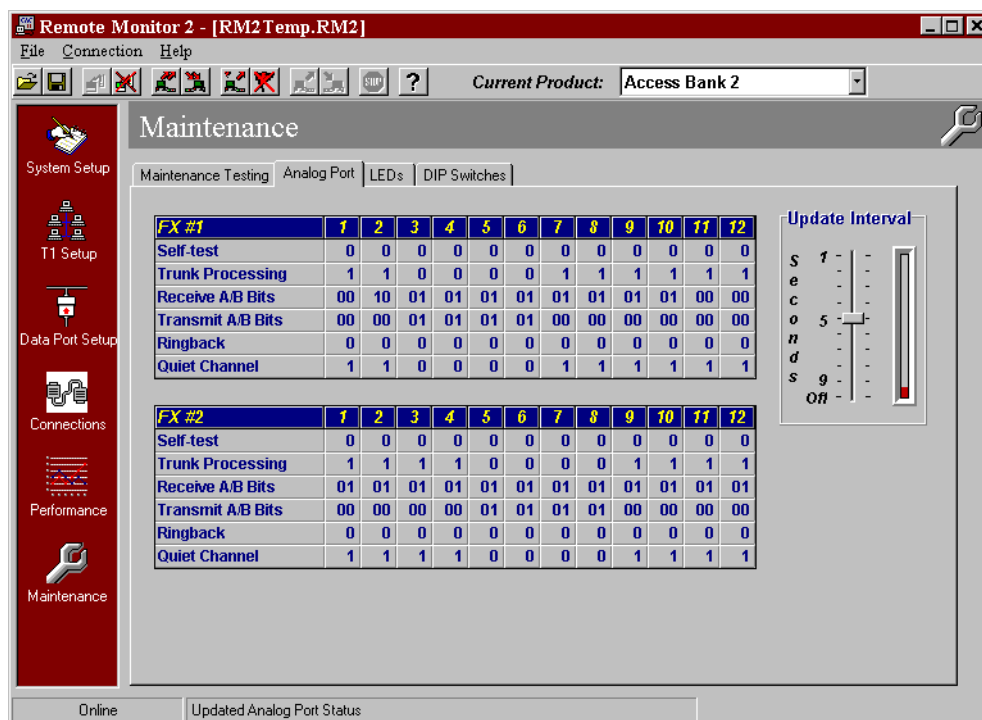 Remote Monitor 2 - [RM2Temp.RM2]
File Connection Help
STOP ? Current Product: Access Bank 2
Maintenance
System Setup
T1 Setup
Data Port Setup
Connections
Performance
Maintenance
Maintenance Testing Analog Port LEDs DIP Switches
FX #1 1 2 3 4 5 6 7 8 9 10 11 12
Self-test 0 0 0 0 0 0 0 0 0 0 0 0
Trunk Processing 1 1 0 0 0 0 1 1 1 1 1 1
Receive A/B Bits 00 10 01 01 01 01 01 01 01 01 00 00
Transmit A/B Bits 00 00 01 01 01 01 00 00 00 00 00 00
Ringback 0 0 0 0 0 0 0 0 0 0 0 0
Quiet Channel 1 1 0 0 0 0 1 1 1 1 1 1
FX #2 1 2 3 4 5 6 7 8 9 10 11 12
Self-test 0 0 0 0 0 0 0 0 0 0 0 0
Trunk Processing 1 1 1 1 0 0 0 0 1 1 1 1
Receive A/B Bits 01 01 01 01 01 01 01 01 01 01 01 01
Transmit A/B Bits 00 00 00 00 01 01 01 01 00 00 00 00
Ringback 0 0 0 0 0 0 0 0 0 0 0 0
Quiet Channel 1 1 1 1 0 0 0 0 1 1 1 1
Update Interval
Seconds
1
5
9
Off
Online Updated Analog Port Status